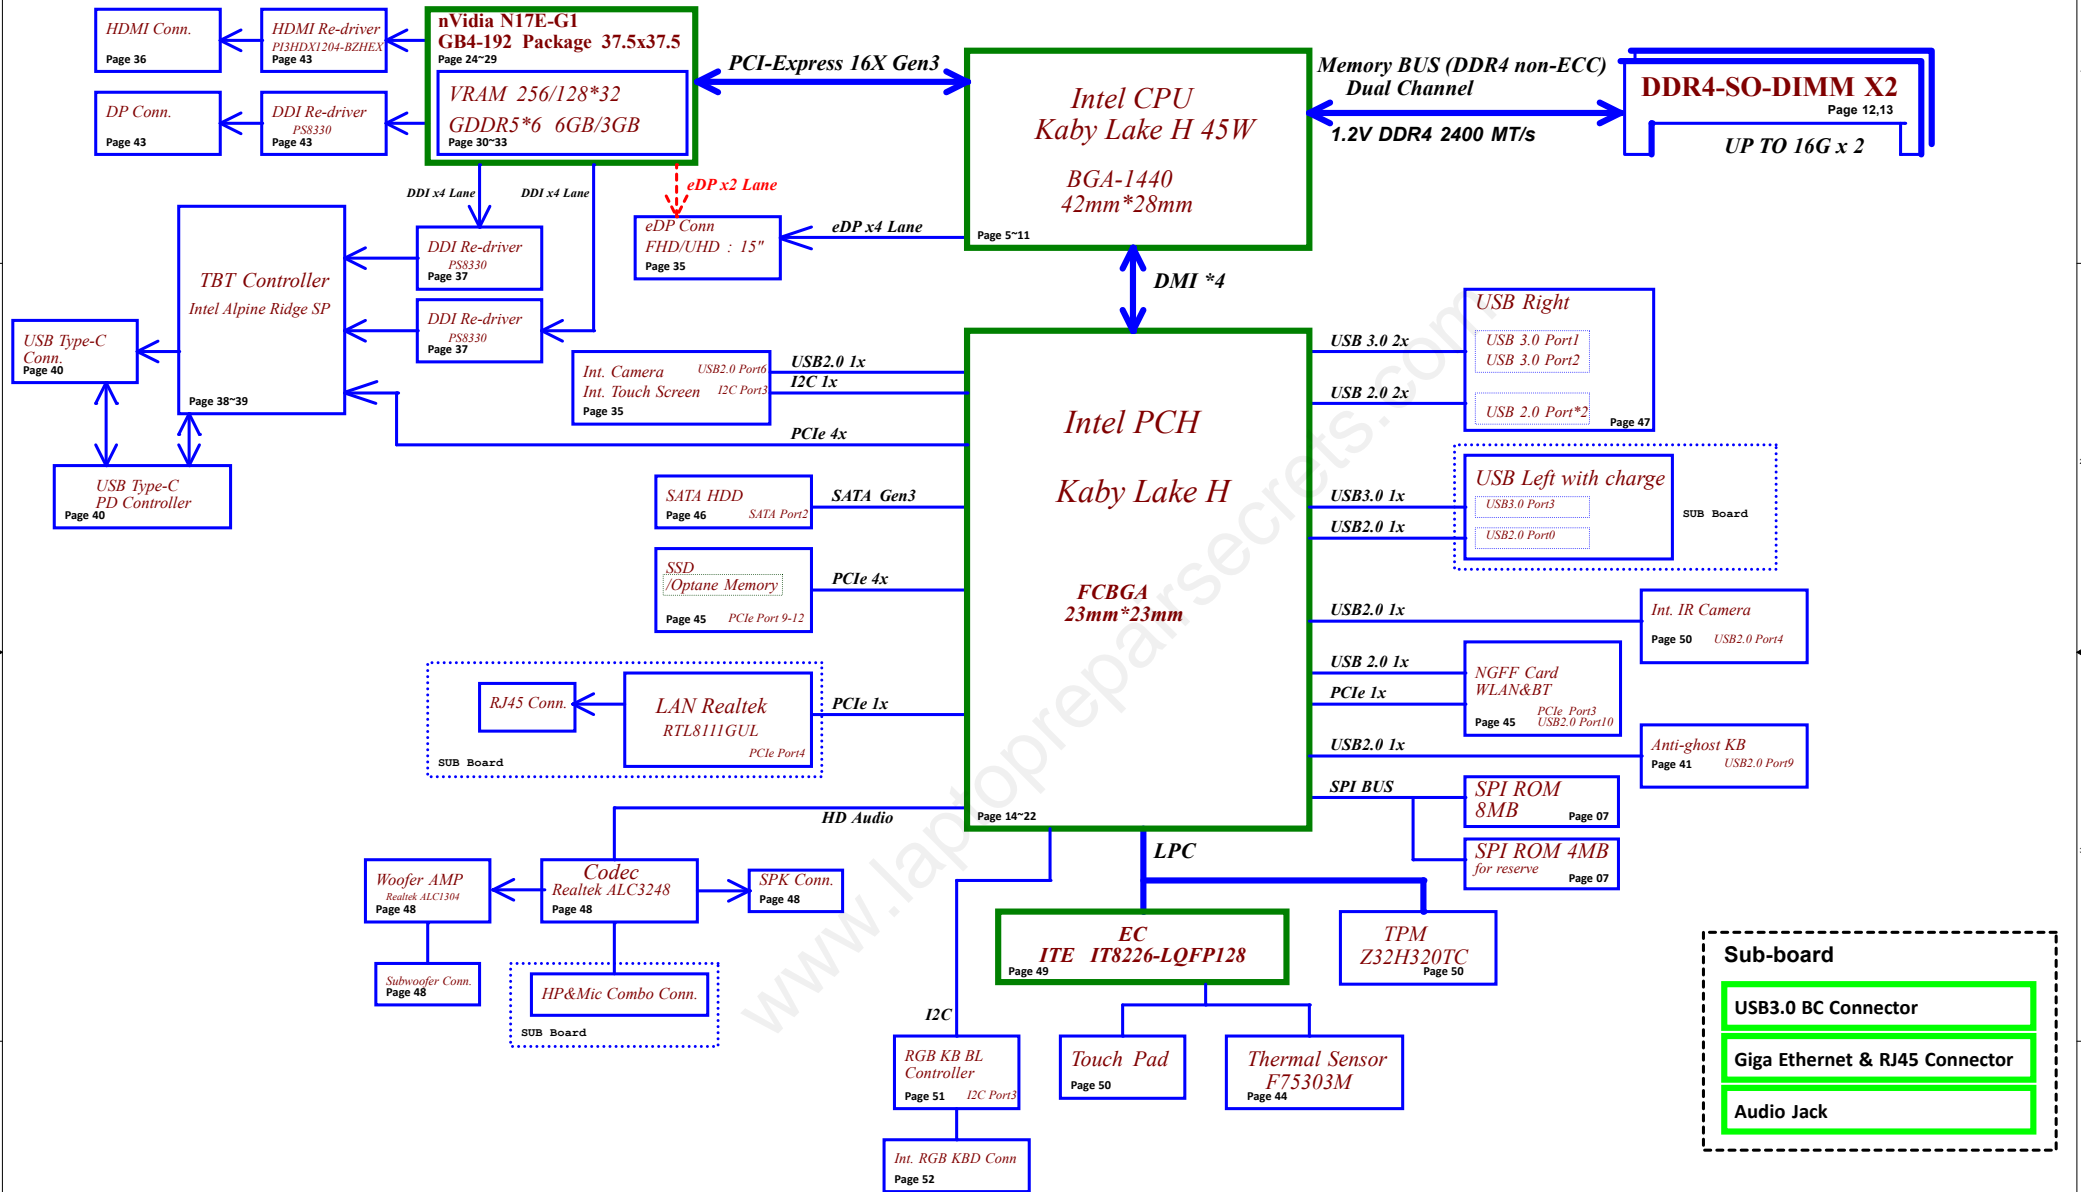 HDMI Conn.
Page 36
HDMI Re-driver
PI3HDX1204-BZHEX
Page 43
nVidia N17E-G1
GB4-192 Package 37.5x37.5
Page 24~29
VRAM 256/128*32
GDDR5*6 6GB/3GB
Page 30~33
DP Conn.
Page 43
DDI Re-driver
PS8330
Page 43
PCI-Express 16X Gen3
Intel CPU
Kaby Lake H 45W
BGA-1440
42mm*28mm
Page 5~11
Memory BUS (DDR4 non-ECC)
Dual Channel
1.2V DDR4 2400 MT/s
DDR4-SO-DIMM X2
Page 12,13
UP TO 16G x 2
DDI x4 Lane
DDI x4 Lane
eDP x2 Lane
eDP Conn
FHD/UHD : 15"
Page 35
eDP x4 Lane
DMI *4
TBT Controller
Intel Alpine Ridge SP
Page 38~39
DDI Re-driver
PS8330
Page 37
DDI Re-driver
PS8330
Page 37
USB Type-C
Conn.
Page 40
USB Type-C
PD Controller
Page 40
Int. Camera
USB2.0 Port6
Int. Touch Screen
I2C Port3
Page 35
USB2.0 1x
I2C 1x
PCIe 4x
Intel PCH
Kaby Lake H
FCBGA
23mm*23mm
Page 14~22
USB 3.0 2x
USB 2.0 2x
USB Right
USB 3.0 Port1
USB 3.0 Port2
USB 2.0 Port*2
Page 47
SATA HDD
Page 46
SATA Port2
SATA Gen3
USB3.0 1x
USB2.0 1x
USB Left with charge
USB3.0 Port3
USB2.0 Port0
SUB Board
SSD
/Optane Memory
Page 45
PCIe Port 9-12
PCIe 4x
USB2.0 1x
Int. IR Camera
Page 50
USB2.0 Port4
RJ45 Conn.
LAN Realtek
RTL8111GUL
PCIe Port4
SUB Board
PCIe 1x
USB 2.0 1x
PCIe 1x
NGFF Card
WLAN&BT
PCIe Port3
Page 45
USB2.0 Port10
USB2.0 1x
Anti-ghost KB
Page 41
USB2.0 Port9
SPI BUS
SPI ROM
8MB
Page 07
SPI ROM 4MB
for reserve
Page 07
HD Audio
LPC
Woofer AMP
Realtek ALC1304
Page 48
Codec
Realtek ALC3248
Page 48
SPK Conn.
Page 48
Subwoofer Conn.
Page 48
HP&Mic Combo Conn.
SUB Board
EC
ITE IT8226-LQFP128
Page 49
TPM
Z32H320TC
Page 50
I2C
RGB KB BL
Controller
Page 51
I2C Port3
Touch Pad
Page 50
Thermal Sensor
F75303M
Page 44
Int. RGB KBD Conn
Page 52
Sub-board
USB3.0 BC Connector
Giga Ethernet & RJ45 Connector
Audio Jack
www.laptoprepairsecrets.com